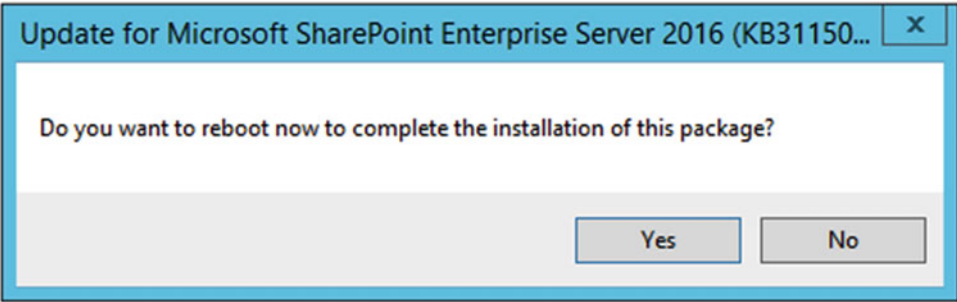 Update for Microsoft SharePoint Enterprise Server 2016 (KB31150...
x
Do you want to reboot now to complete the installation of this package?
Yes No